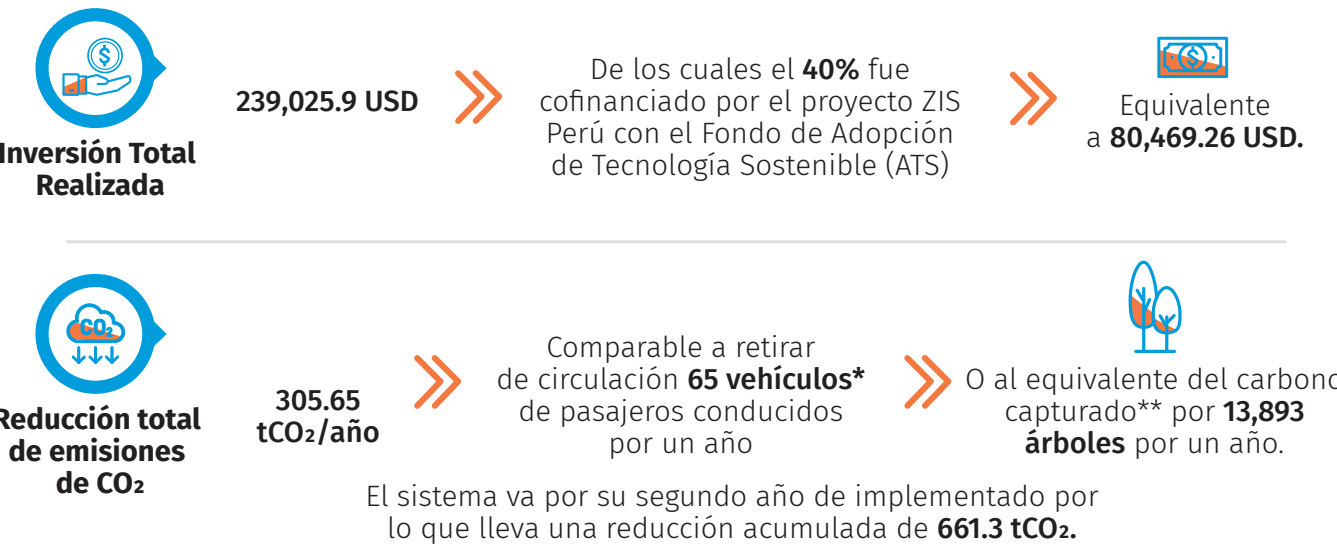 239,025.9 USD
De los cuales el 40% fue
cofinanciado por el proyecto ZIS
Perú con el Fondo de Adopción
de Tecnología Sostenible (ATS)
Equivalente
a 80,469.26 USD.
Inversión Total
Realizada
CO₂
305.65
tCO₂/año
Comparable a retirar
de circulación 65 vehículos*
de pasajeros conducidos
por un año
O al equivalente del carbono
capturado** por 13,893
árboles por un año.
Reducción total
de emisiones
de CO₂
El sistema va por su segundo año de implementado por
lo que lleva una reducción acumulada de 661.3 tCO₂.